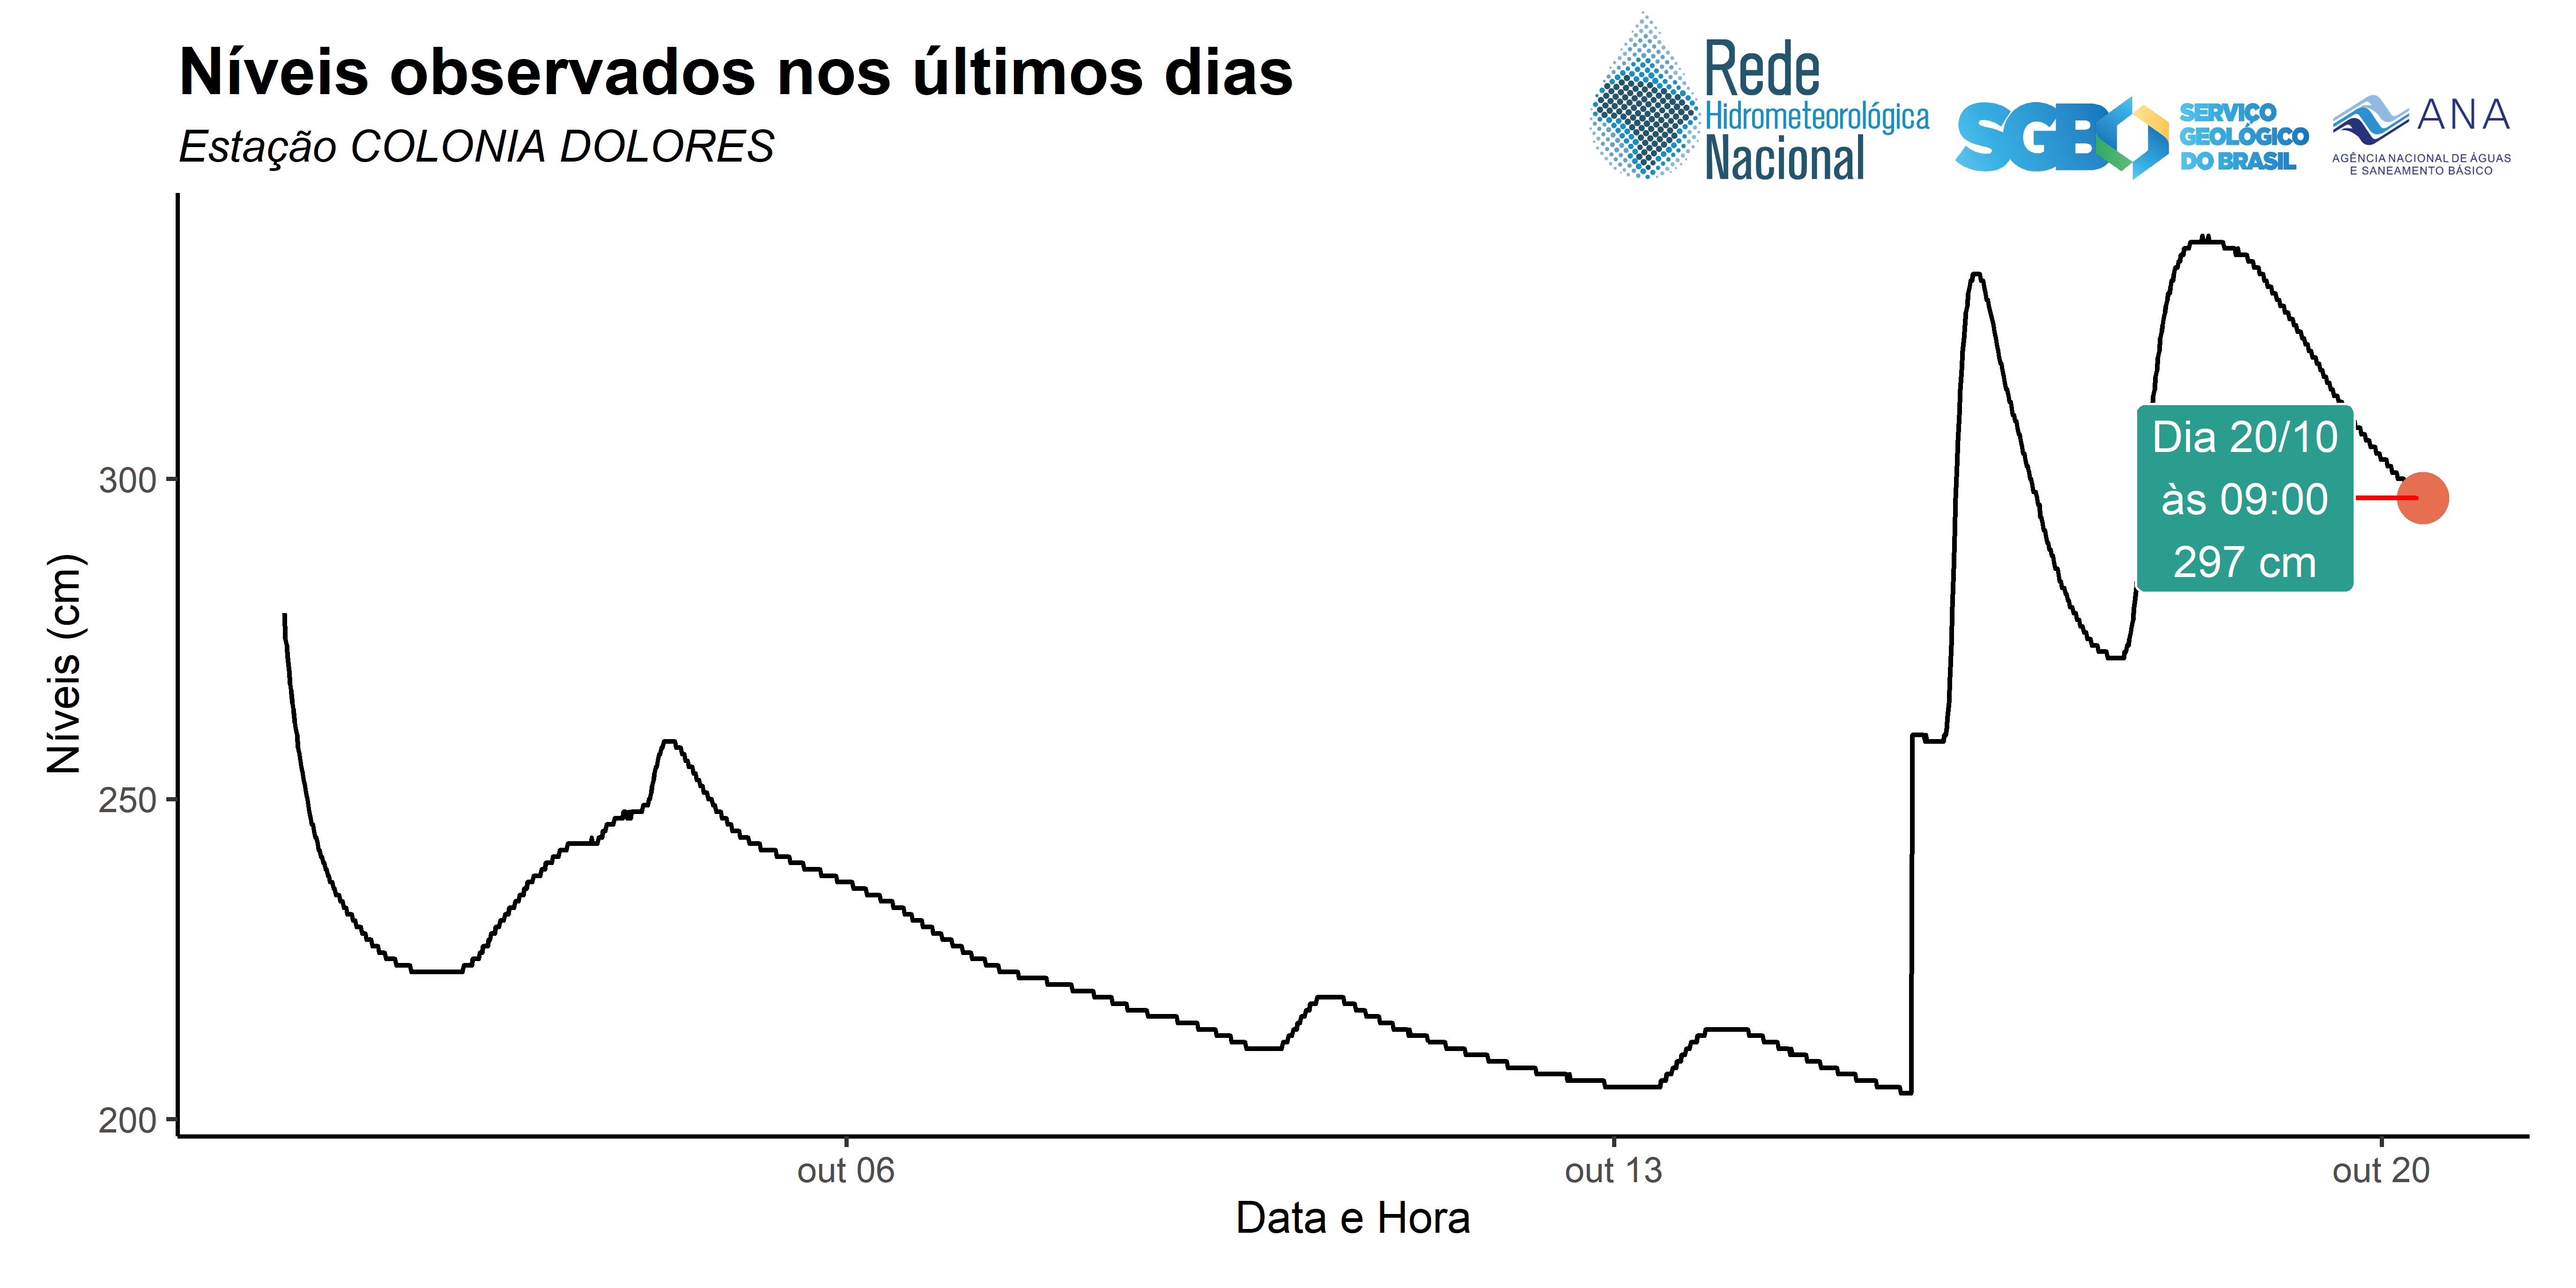 Níveis observados nos últimos dias
Estação COLONIA DOLORES
Rede
Hidrometeorológica
Nacional
SGB
SERVIÇO
GEOLÓGICO
DO BRASIL
ANA
AGÊNCIA NACIONAL DE ÁGUAS
E SANEAMENTO BÁSICO
Níveis (cm)
300
250
200
Dia 20/10
às 09:00
297 cm
out 06
out 13
out 20
Data e Hora